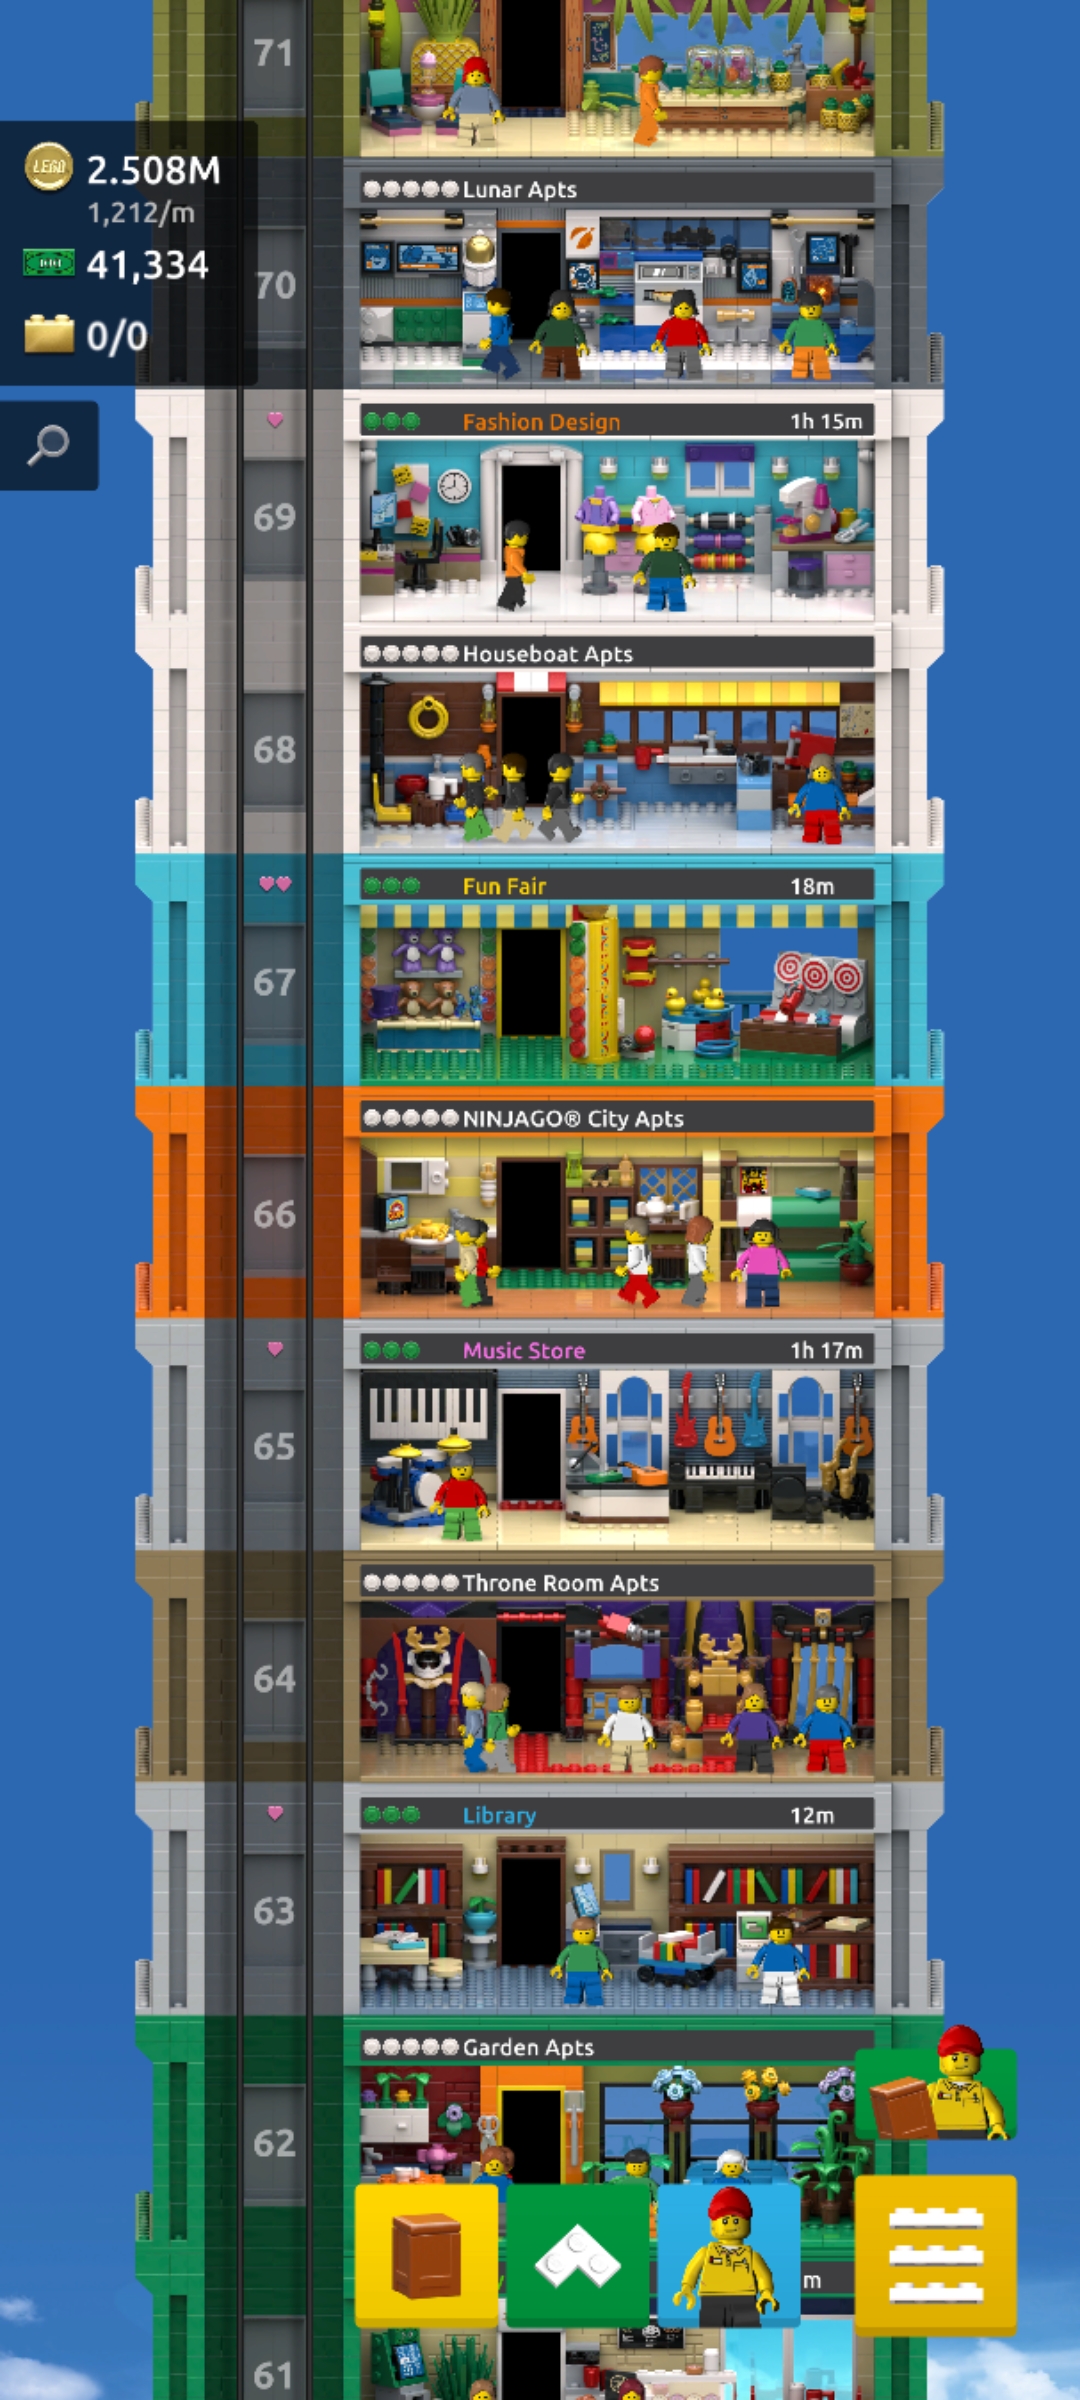 71
LEGO
2.508M
1,212/m
41,334
0/0
Lunar Apts
70
Fashion Design 1h 15m
69
Houseboat Apts
68
Fun Fair 18m
67
NINJAGO® City Apts
66
Music Store 1h 17m
65
Throne Room Apts
64
Library 12m
63
Garden Apts
62
m
61